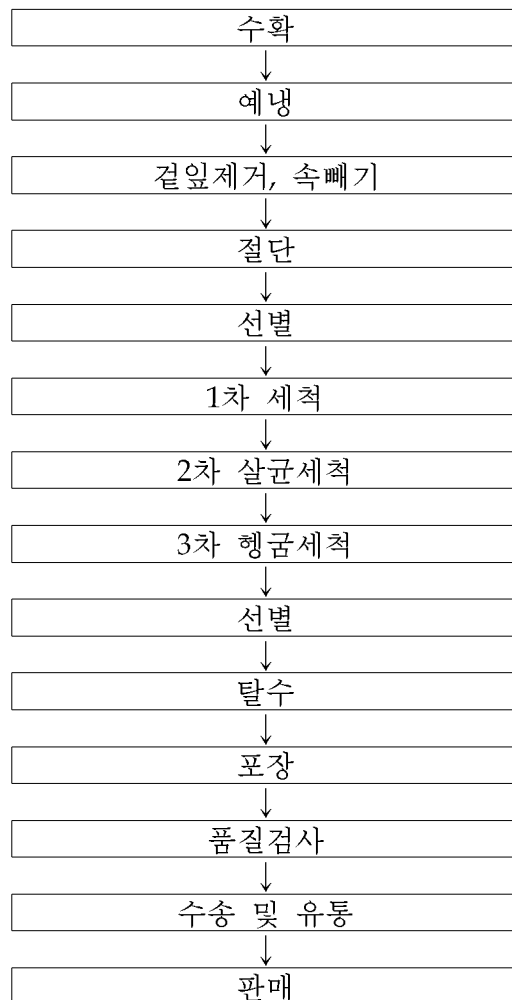 수확
예냉
겉잎제거, 속빼기
절단
선별
1차 세척
2차 살균세척
3차 헹굼세척
선별
탈수
포장
품질검사
수송 및 유통
판매